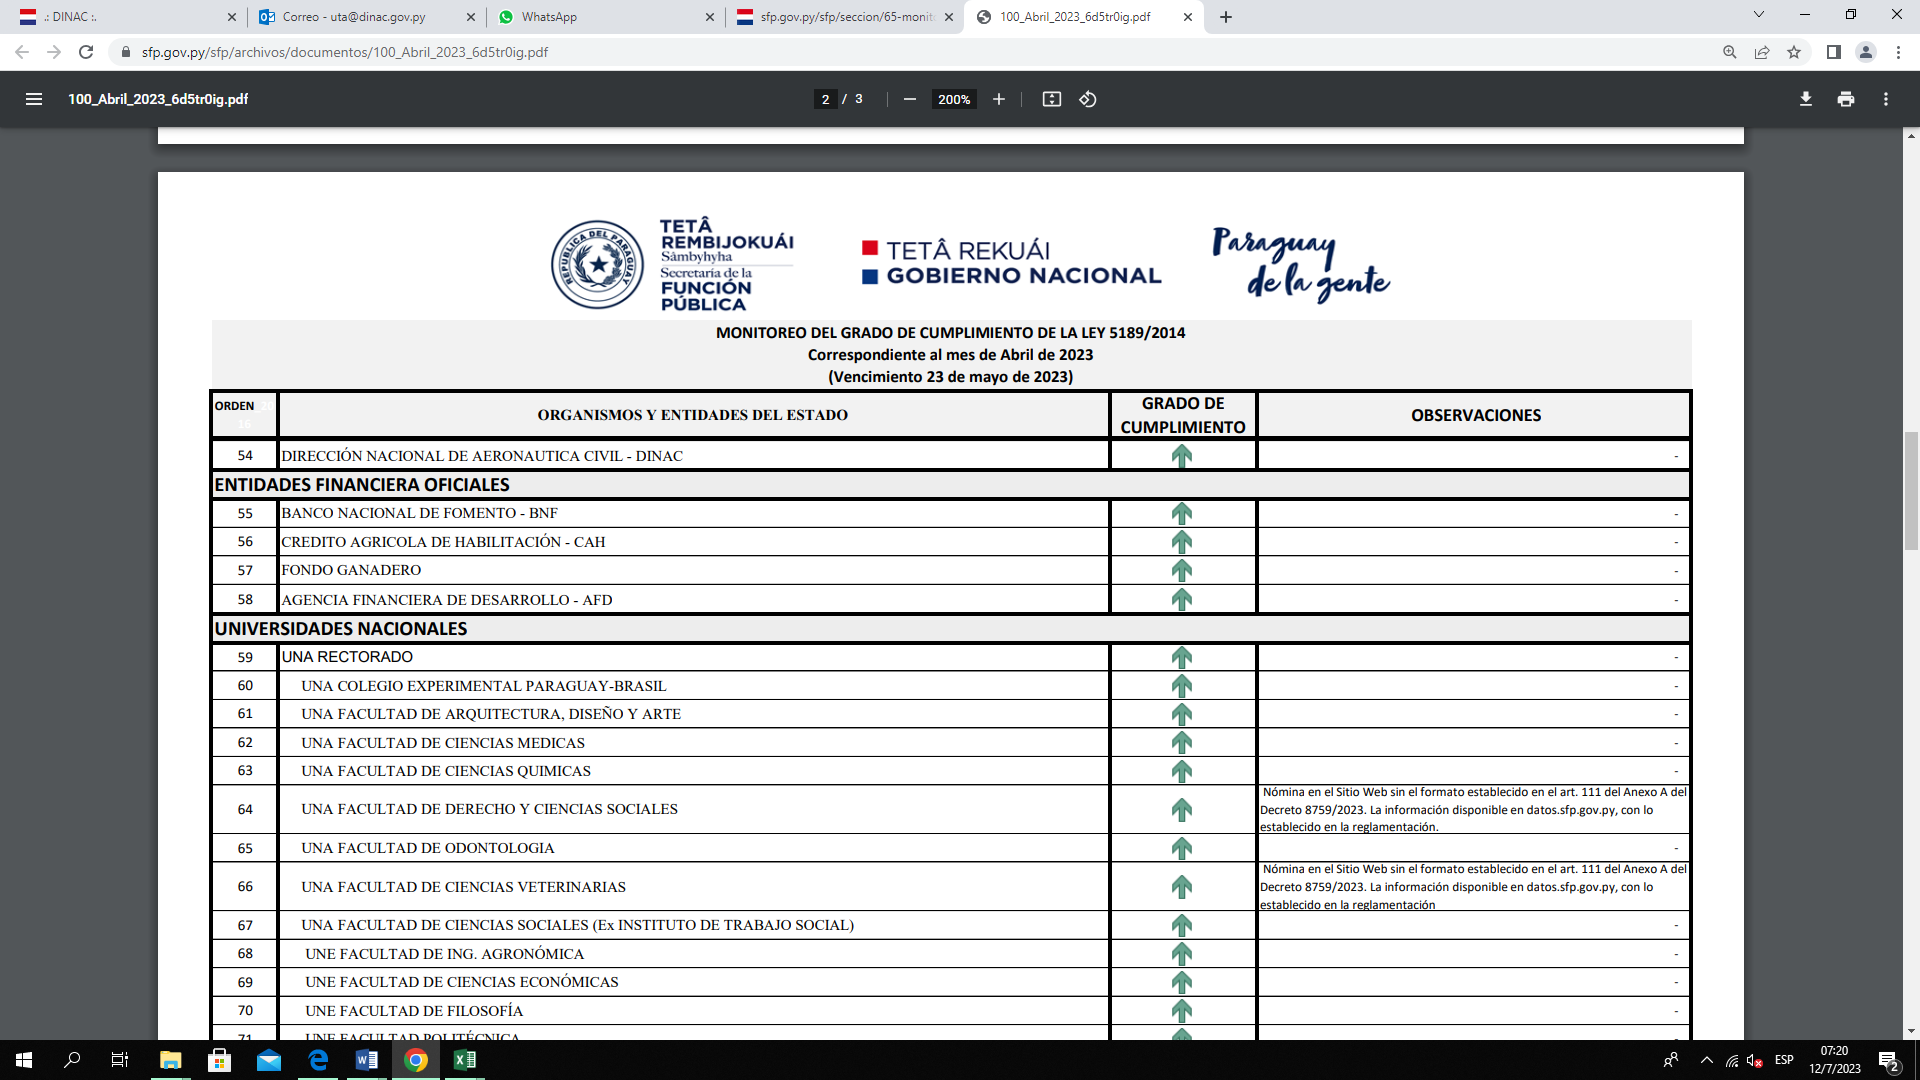 .: DINAC :.
Correo - uta@dinac.gov.py
WhatsApp
sfp.gov.py/sfp/seccion/65-monit
100_Abril_2023_6d5tr0ig.pdf
sfp.gov.py/sfp/archivos/documentos/100_Abril_2023_6d5tr0ig.pdf
100_Abril_2023_6d5tr0ig.pdf
2 / 3
200%
REPUBLICA DEL PARAGUAY
TETÂ
REMBIJOKUÁI
Sãmbyhyha
Secretaría de la
FUNCIÓN
PÚBLICA
TETÂ REKUÁI
GOBIERNO NACIONAL
Paraguay
de la gente
MONITOREO DEL GRADO DE CUMPLIMIENTO DE LA LEY 5189/2014
Correspondiente al mes de Abril de 2023
(Vencimiento 23 de mayo de 2023)
ORDEN
16
ORGANISMOS Y ENTIDADES DEL ESTADO
GRADO DE
CUMPLIMIENTO
OBSERVACIONES
54 DIRECCIÓN NACIONAL DE AERONAUTICA CIVIL - DINAC -
ENTIDADES FINANCIERA OFICIALES
55 BANCO NACIONAL DE FOMENTO - BNF -
56 CREDITO AGRICOLA DE HABILITACIÓN - CAH -
57 FONDO GANADERO -
58 AGENCIA FINANCIERA DE DESARROLLO - AFD -
UNIVERSIDADES NACIONALES
59 UNA RECTORADO -
60 UNA COLEGIO EXPERIMENTAL PARAGUAY-BRASIL -
61 UNA FACULTAD DE ARQUITECTURA, DISEÑO Y ARTE -
62 UNA FACULTAD DE CIENCIAS MEDICAS -
63 UNA FACULTAD DE CIENCIAS QUIMICAS -
64 UNA FACULTAD DE DERECHO Y CIENCIAS SOCIALES
Nómina en el Sitio Web sin el formato establecido en el art. 111 del Anexo A del
Decreto 8759/2023. La información disponible en datos.sfp.gov.py, con lo
establecido en la reglamentación.
65 UNA FACULTAD DE ODONTOLOGIA -
66 UNA FACULTAD DE CIENCIAS VETERINARIAS
Nómina en el Sitio Web sin el formato establecido en el art. 111 del Anexo A del
Decreto 8759/2023. La información disponible en datos.sfp.gov.py, con lo
establecido en la reglamentación
67 UNA FACULTAD DE CIENCIAS SOCIALES (Ex INSTITUTO DE TRABAJO SOCIAL) -
68 UNE FACULTAD DE ING. AGRONÓMICA -
69 UNE FACULTAD DE CIENCIAS ECONÓMICAS -
70 UNE FACULTAD DE FILOSOFÍA -
71 UNE FACULTAD POLITÉCNICA
ESP
07:20
12/7/2023
2